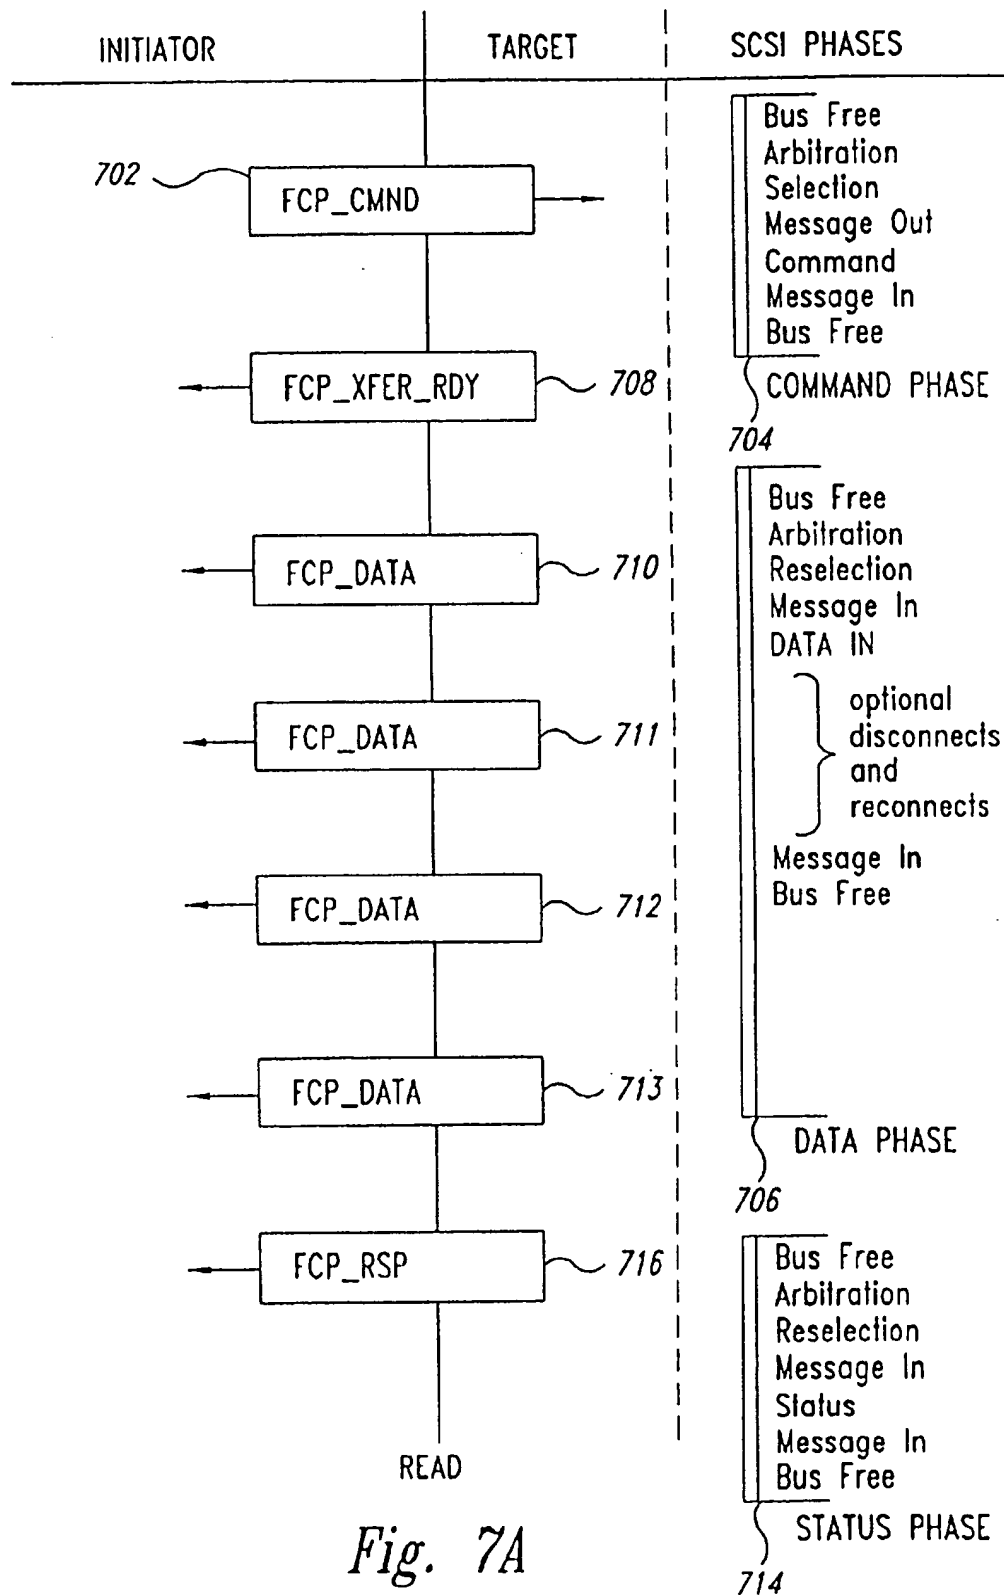 INITIATOR
TARGET
SCSI PHASES
702
FCP_CMND
FCP_XFER_RDY
708
FCP_DATA
710
FCP_DATA
711
FCP_DATA
712
FCP_DATA
713
FCP_RSP
716
READ
Bus Free
Arbitration
Selection
Message Out
Command
Message In
Bus Free
COMMAND PHASE
704
Bus Free
Arbitration
Reselection
Message In
DATA IN
optional
disconnects
and
reconnects
Message In
Bus Free
DATA PHASE
706
Bus Free
Arbitration
Reselection
Message In
Status
Message In
Bus Free
STATUS PHASE
714
Fig. 7A